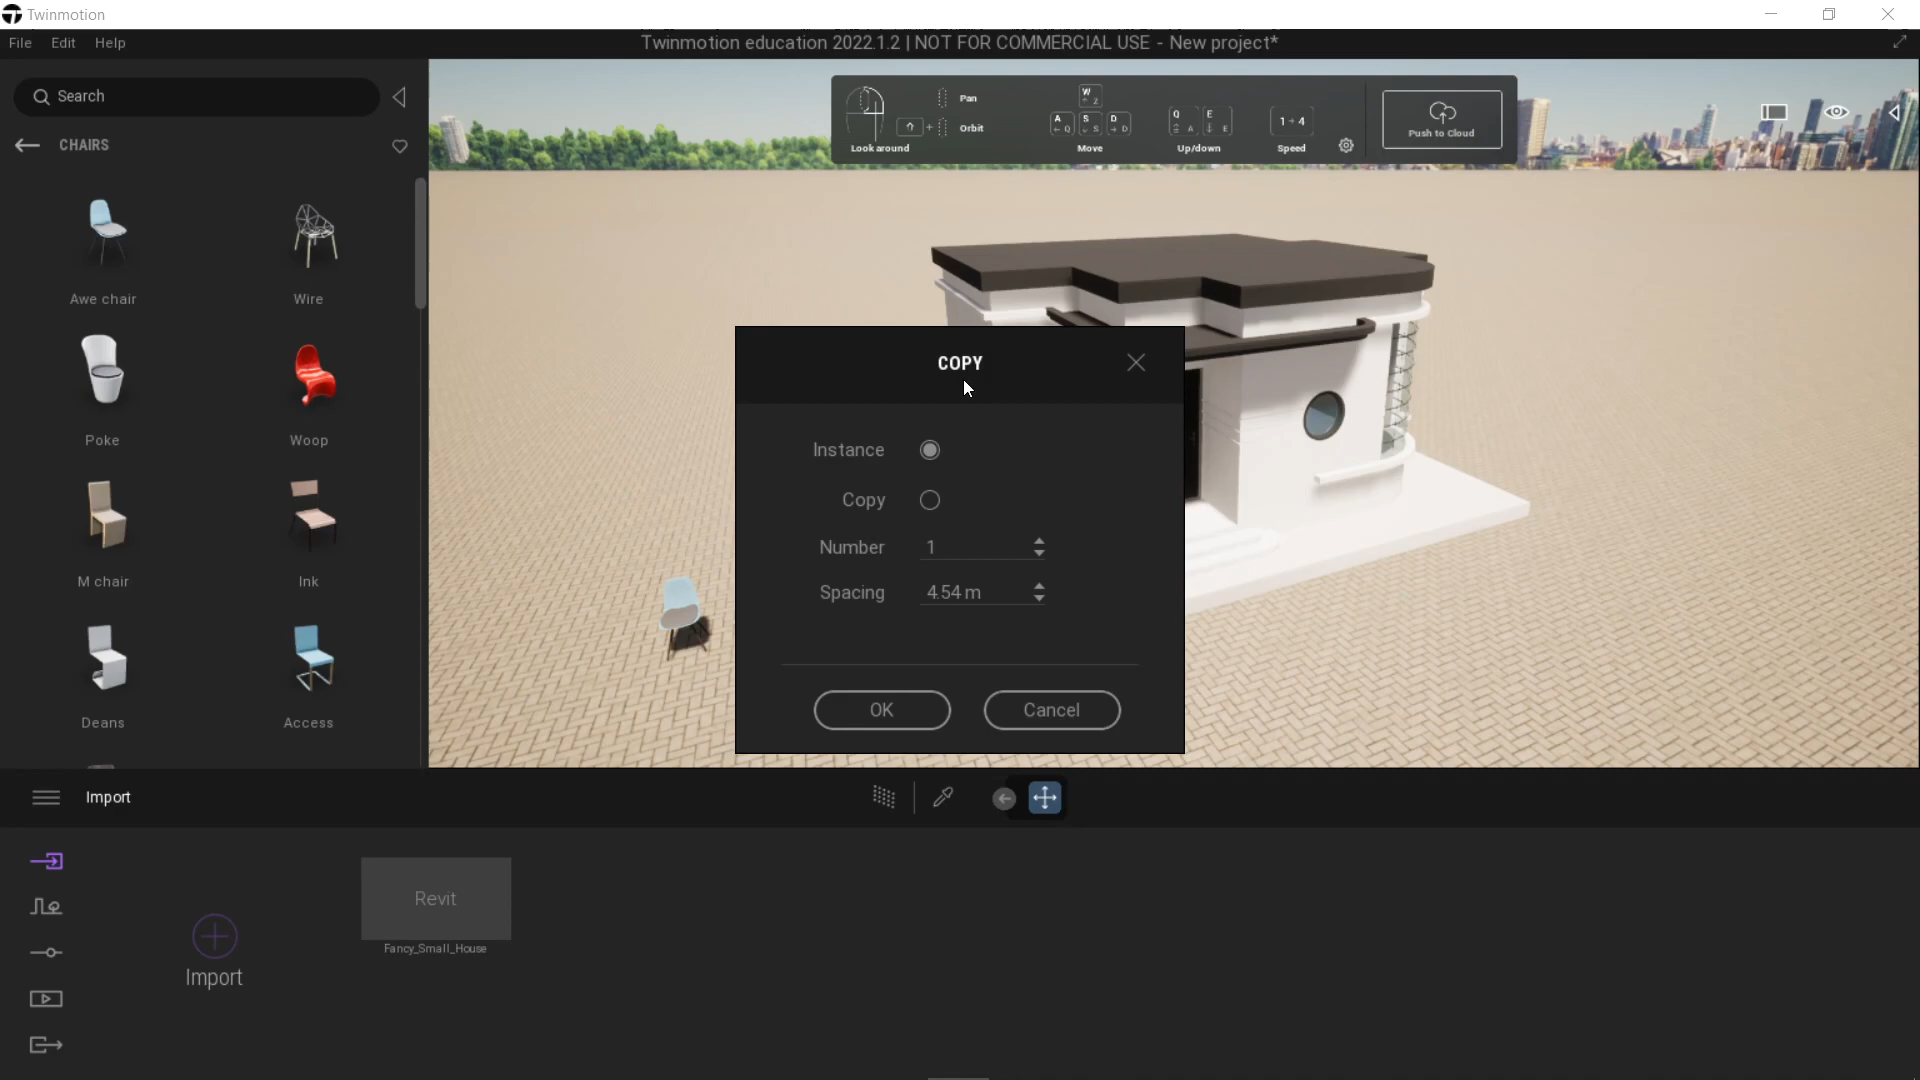 Twinmotion
File Edit Help
Twinmotion education 2022.1.2 | NOT FOR COMMERCIAL USE - New project*
Search
CHAIRS
Awe chair
Wire
Poke
Woop
M chair
Ink
Deans
Access
Look around
Pan
Orbit
W
Z
A
Q
S
S
D
D
Move
Q
A
E
E
Up/down
1 - 4
Speed
Push to Cloud
COPY
Instance
Copy
Number 1
Spacing 4.54 m
OK Cancel
Import
Import
Revit
Fancy_Small_House